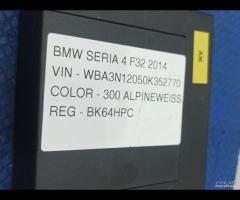 BMW SERIA 4 F32 2014
VIN - WBA3N12050K352770
COLOR - 300 ALPINEWEISS
REG - BK64HPC